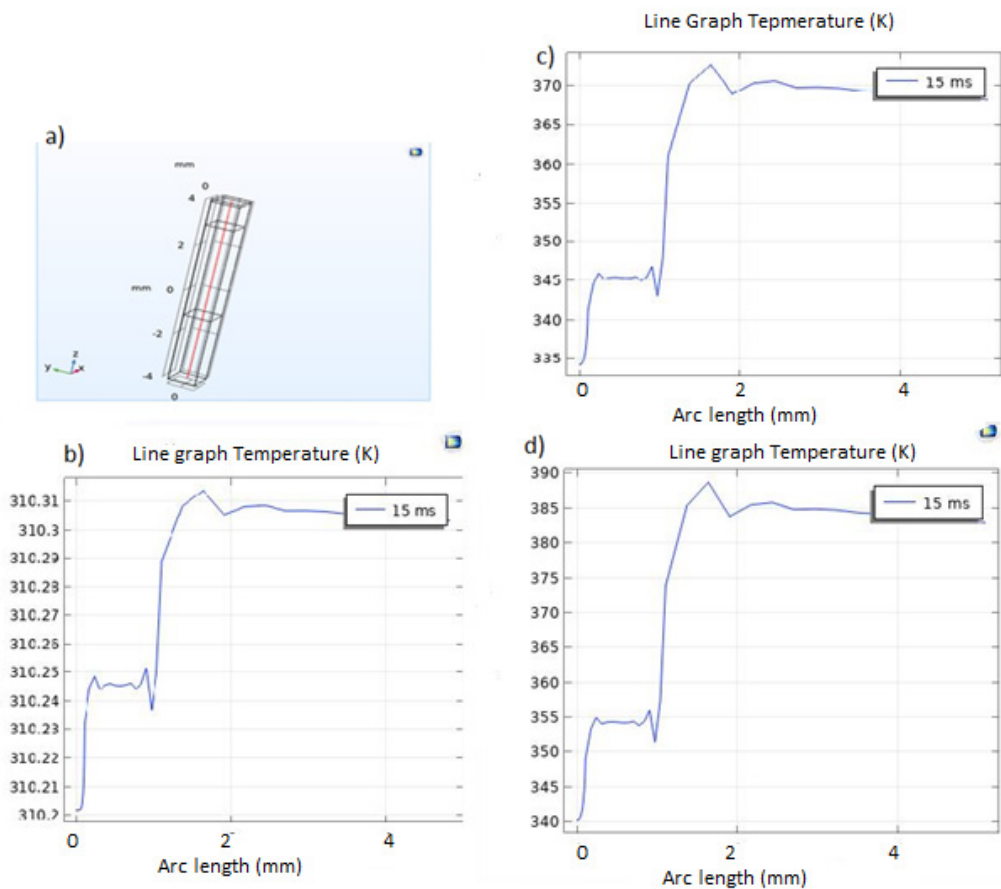 a)
mm
0
4
2
mm
0
-2
-4
0
z
y
x
Line Graph Tepmerature (K)
c)
15 ms
370
365
360
355
350
345
340
335
0 2 4
Arc length (mm)
b) Line graph Temperature (K)
15 ms
310.31
310.3
310.29
310.28
310.27
310.26
310.25
310.24
310.23
310.22
310.21
310.2
0 2 4
Arc length (mm)
d) Line graph Temperature (K)
15 ms
390
385
380
375
370
365
360
355
350
345
340
0 2 4
Arc length (mm)